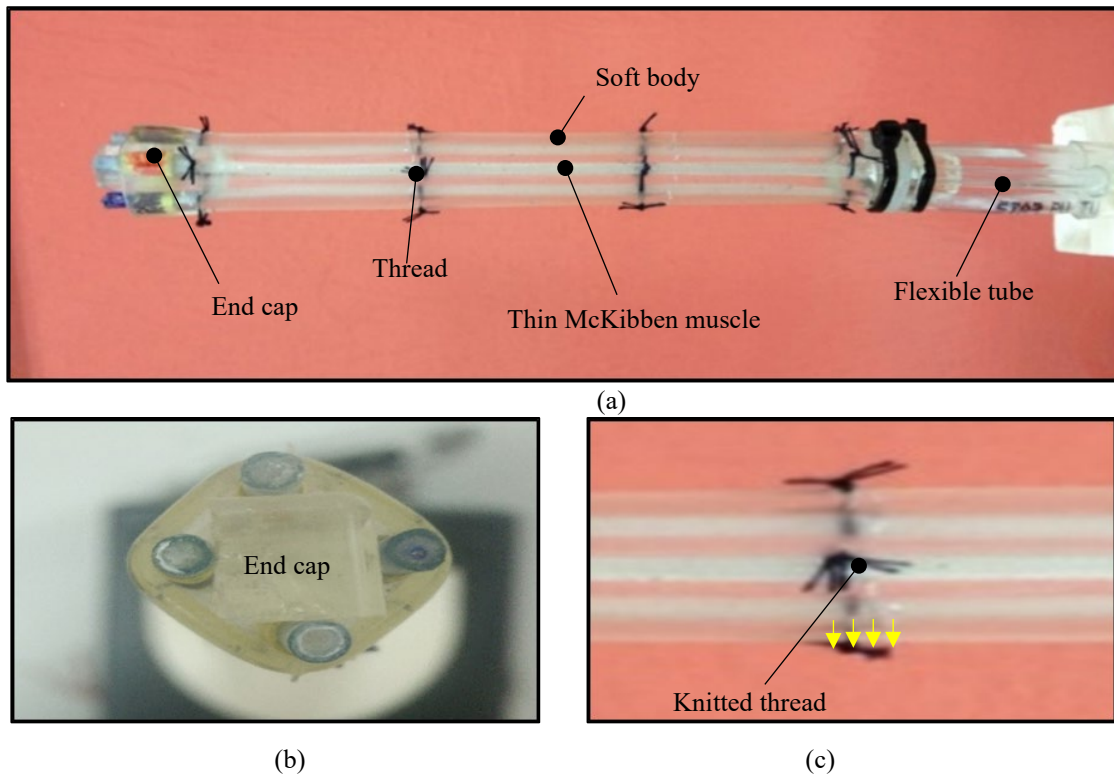 Soft body
Thread
End cap
Thin McKibben muscle
Flexible tube
(a)
End cap
Knitted thread
(b)
(c)